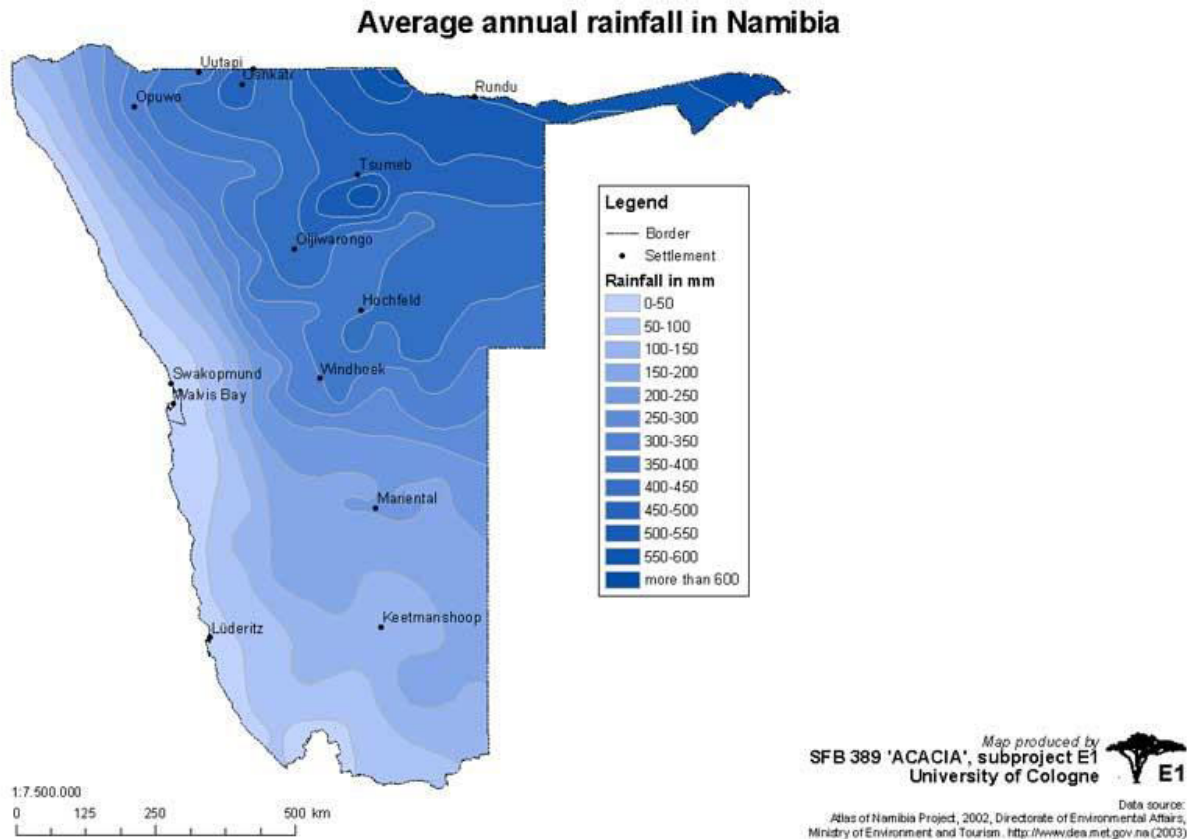 Average annual rainfall in Namibia
Uutapi
Oshkati
Opuwo
Rundu
Tsumeb
Otjiwarongo
Hochfeld
Windhoek
Swakopmund
Walvis Bay
Mariental
Keetmanshoop
Lüderitz
Legend
Border
Settlement
Rainfall in mm
0-50
50-100
100-150
150-200
200-250
250-300
300-350
350-400
400-450
450-500
500-550
550-600
more than 600
1:7.500.000
0 125 250 500 km
Map produced by
SFB 389 'ACACIA', subproject E1
University of Cologne
E1
Data source:
Atlas of Namibia Project, 2002, Directorate of Environmental Affairs,
Ministry of Environment and Tourism. http://www.dea.met.gov.na (2003)